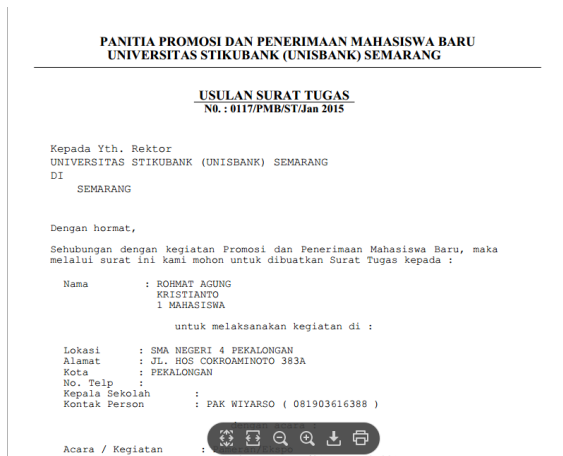 PANITIA PROMOSI DAN PENERIMAAN MAHASISWA BARU
UNIVERSITAS STIKUBANK (UNISBANK) SEMARANG
USULAN SURAT TUGAS
N0. : 0117/PMB/ST/Jan 2015
Kepada Yth. Rektor
UNIVERSITAS STIKUBANK (UNISBANK) SEMARANG
DI
SEMARANG
Dengan hormat,
Sehubungan dengan kegiatan Promosi dan Penerimaan Mahasiswa Baru, maka
melalui surat ini kami mohon untuk dibuatkan Surat Tugas kepada :
Nama : ROHMAT AGUNG
KRISTIANTO
1 MAHASISWA
untuk melaksanakan kegiatan di :
Lokasi : SMA NEGERI 4 PEKALONGAN
Alamat : JL. HOS COKROAMINOTO 383A
Kota : PEKALONGAN
No. Telp :
Kepala Sekolah :
Kontak Person : PAK WIYARSO ( 081903616388 )
Acara / Kegiatan :